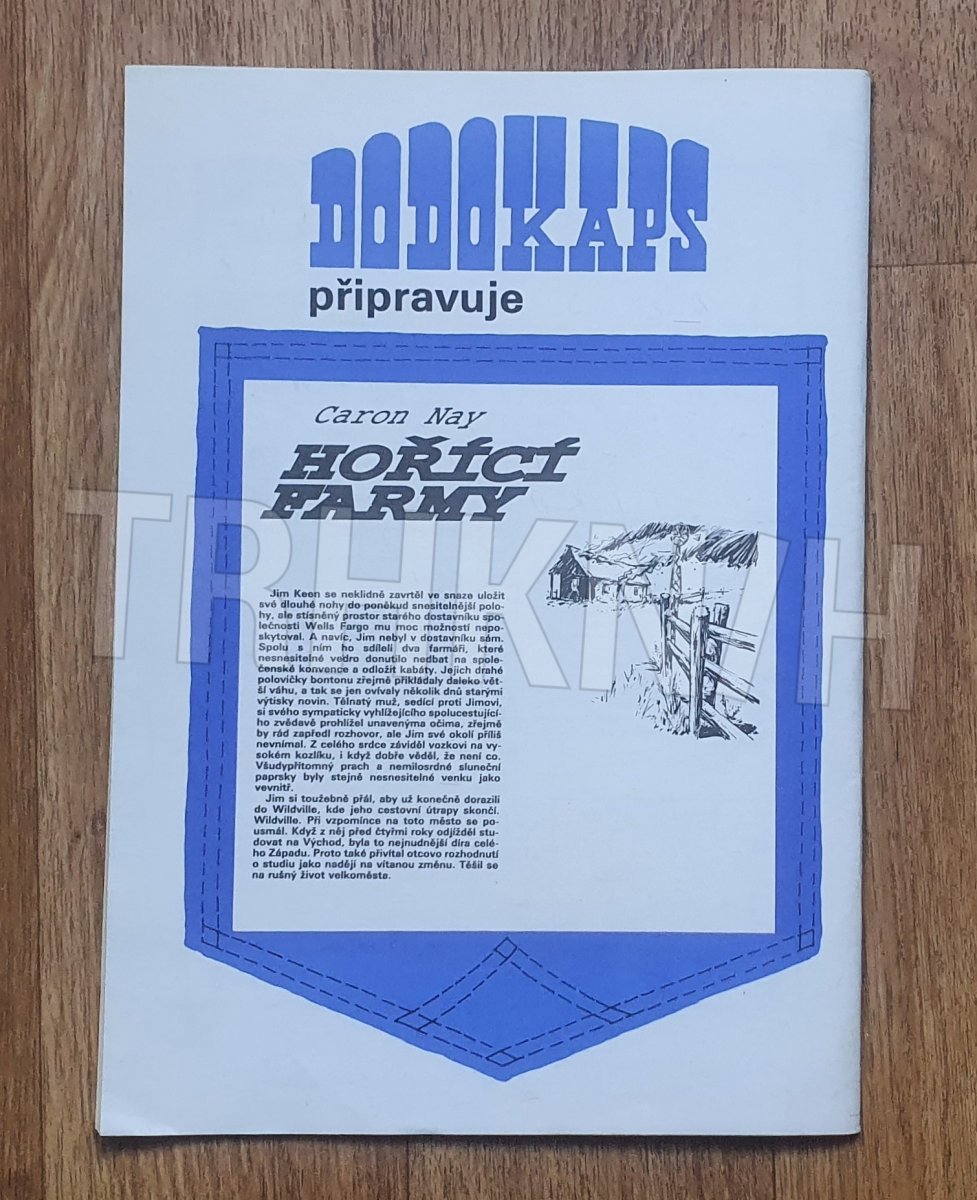 DODOKAPS
připravuje
Caron Nay
HOŘÍCÍ
FARMY
TRHKNIH
Jim Keen se neklidně zavrtěl ve snaze uložit
své dlouhé nohy do poněkud snesitelnější polo-
hy, ale stísněný prostor starého dostavníku spo-
lečnosti Wells Fargo mu moc možností nepo-
skytoval. A navíc, Jim nebyl v dostavníku sám.
Spolu s ním ho sdíleli dva farmáři, které
nesnesitelné vedro donutilo nedbat na spole-
čenské konvence a odložit kabáty. Jejich drahé
polovičky bontonu zřejmě přikládaly daleko vět-
ší váhu, a tak se jen ovívaly několik dnů starými
výtisky novin. Tělnatý muž, sedící proti Jimovi,
si svého sympaticky vyhlížejícího spolucestující-
ho zvědavě prohlížel unavenýma očima, zřejmě
by rád zapředl rozhovor, ale Jim své okolí příliš
nevnímal. Z celého srdce záviděl vozkovi na vy-
sokém kozlíku, i když dobře věděl, že není co.
Všudypřítomný prach a nemilosrdné sluneční
paprsky byly stejně nesnesitelné venku jako
vevnitř.
Jim si toužebně přál, aby už konečně dorazili
do Wildville, kde jeho cestovní útrapy skončí.
Wildville. Při vzpomínce na toto město se po-
usmál. Když z něj před čtyřmi roky odjížděl stu-
dovat na Východ, byla to nejnudnější díra celé-
ho Západu. Proto také přivítal otcovo rozhodnutí
o studiu jako naději na vítanou změnu. Těšil se
na rušný život velkoměsta.